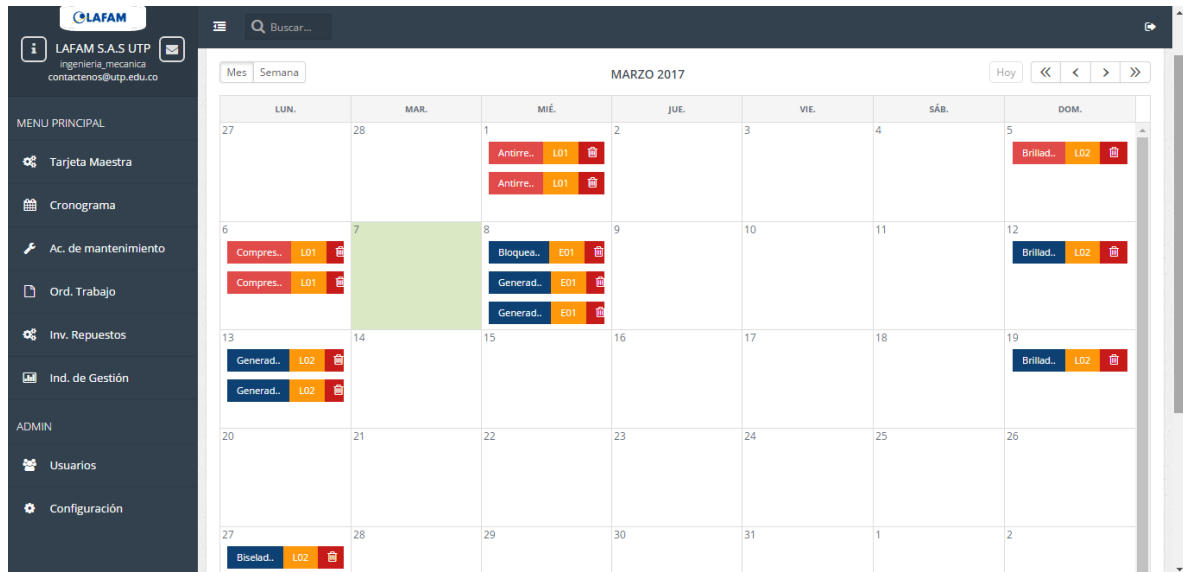 LAFAM
LAFAM S.A.S UTP
ingenieria_mecanica
contactenos@utp.edu.co
MENU PRINCIPAL
Tarjeta Maestra
Cronograma
Ac. de mantenimiento
Ord. Trabajo
Inv. Repuestos
Ind. de Gestión
ADMIN
Usuarios
Configuración
Buscar...
Mes Semana MARZO 2017 Hoy
LUN. MAR. MIÉ. JUE. VIE. SÁB. DOM.
27 28 1 2 3 4 5
Antirre.. L01 Brillad.. L02
Antirre.. L01
6 7 8 9 10 11 12
Compres.. L01 Bloquea.. E01 Brillad.. L02
Compres.. L01 Generad.. E01
Generad.. E01
13 14 15 16 17 18 19
Generad.. L02 Brillad.. L02
Generad.. L02
20 21 22 23 24 25 26
27 28 29 30 31 1 2
Biselad.. L02